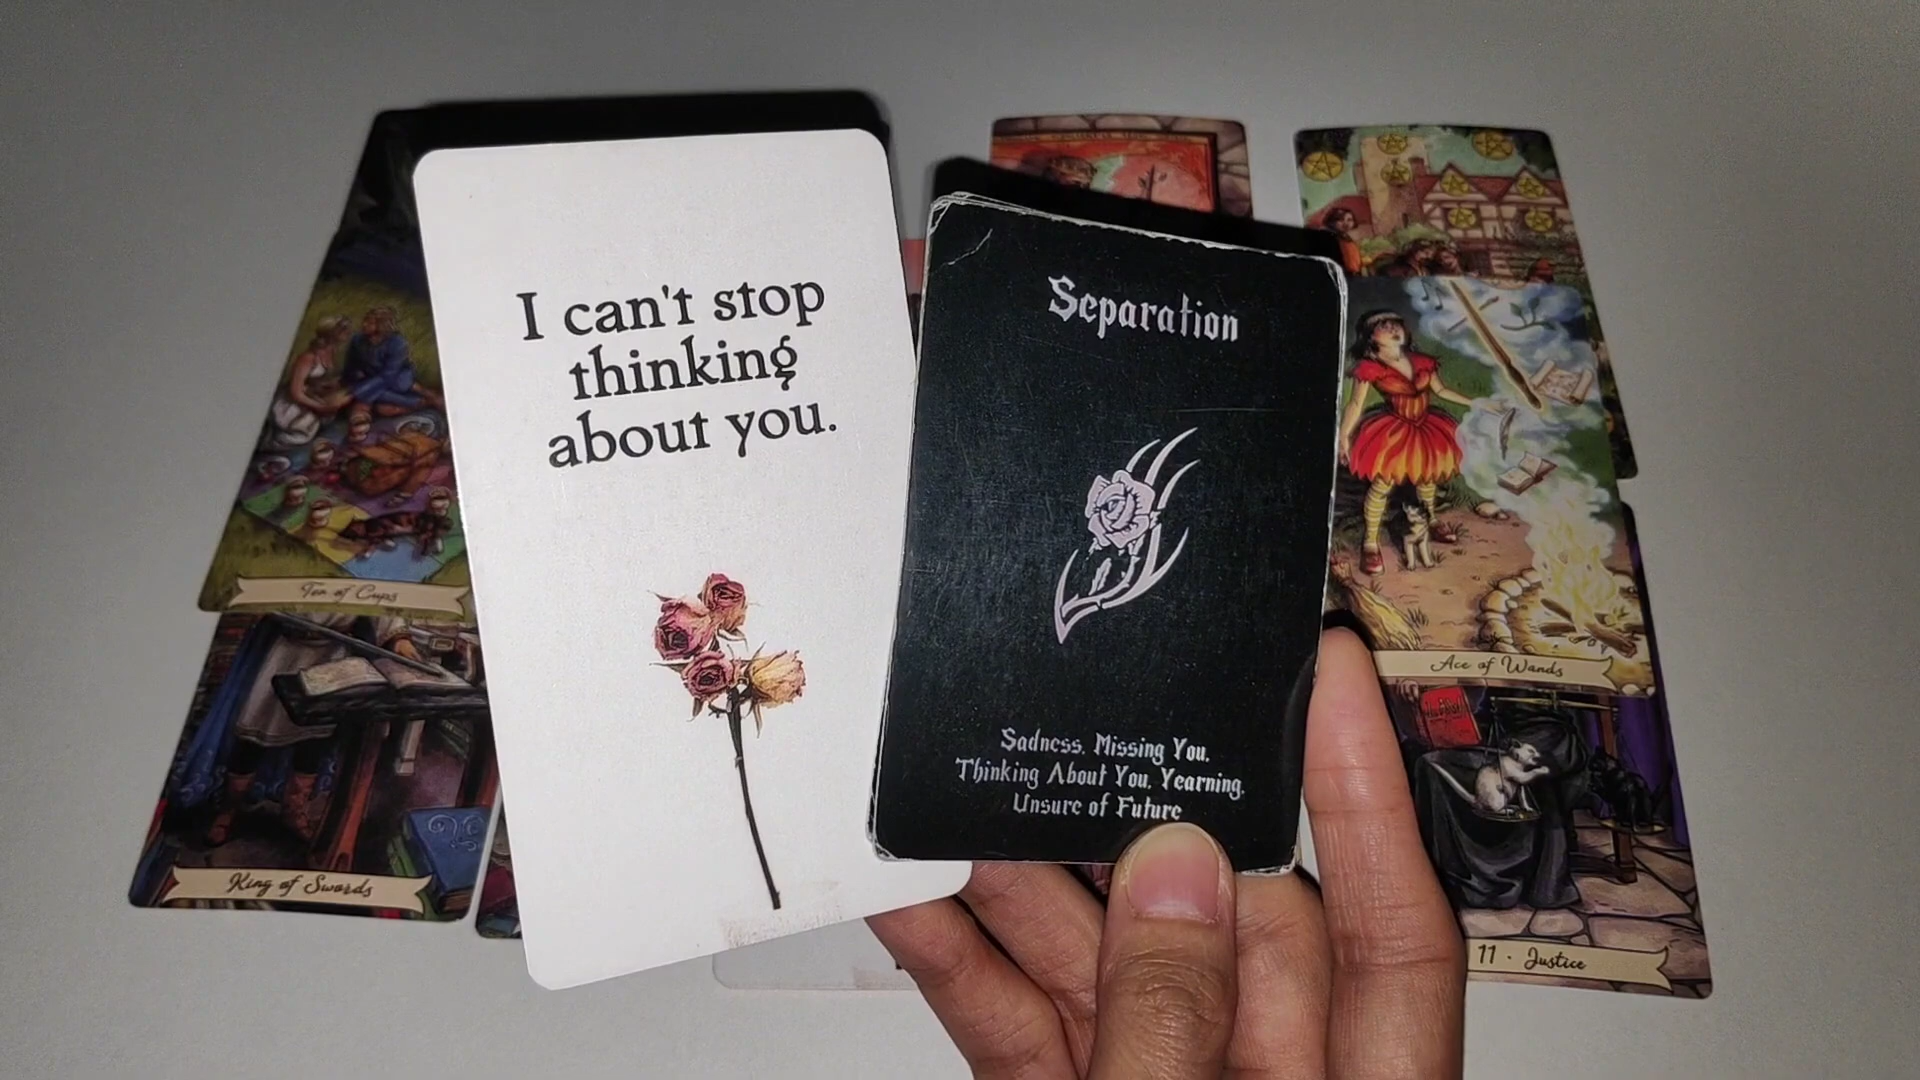 I can't stop
thinking
about you.
Separation
Sadness, Missing You,
Thinking About You, Yearning,
Unsure of Future
Ten of Cups
King of Swords
Ace of Wands
11 · Justice